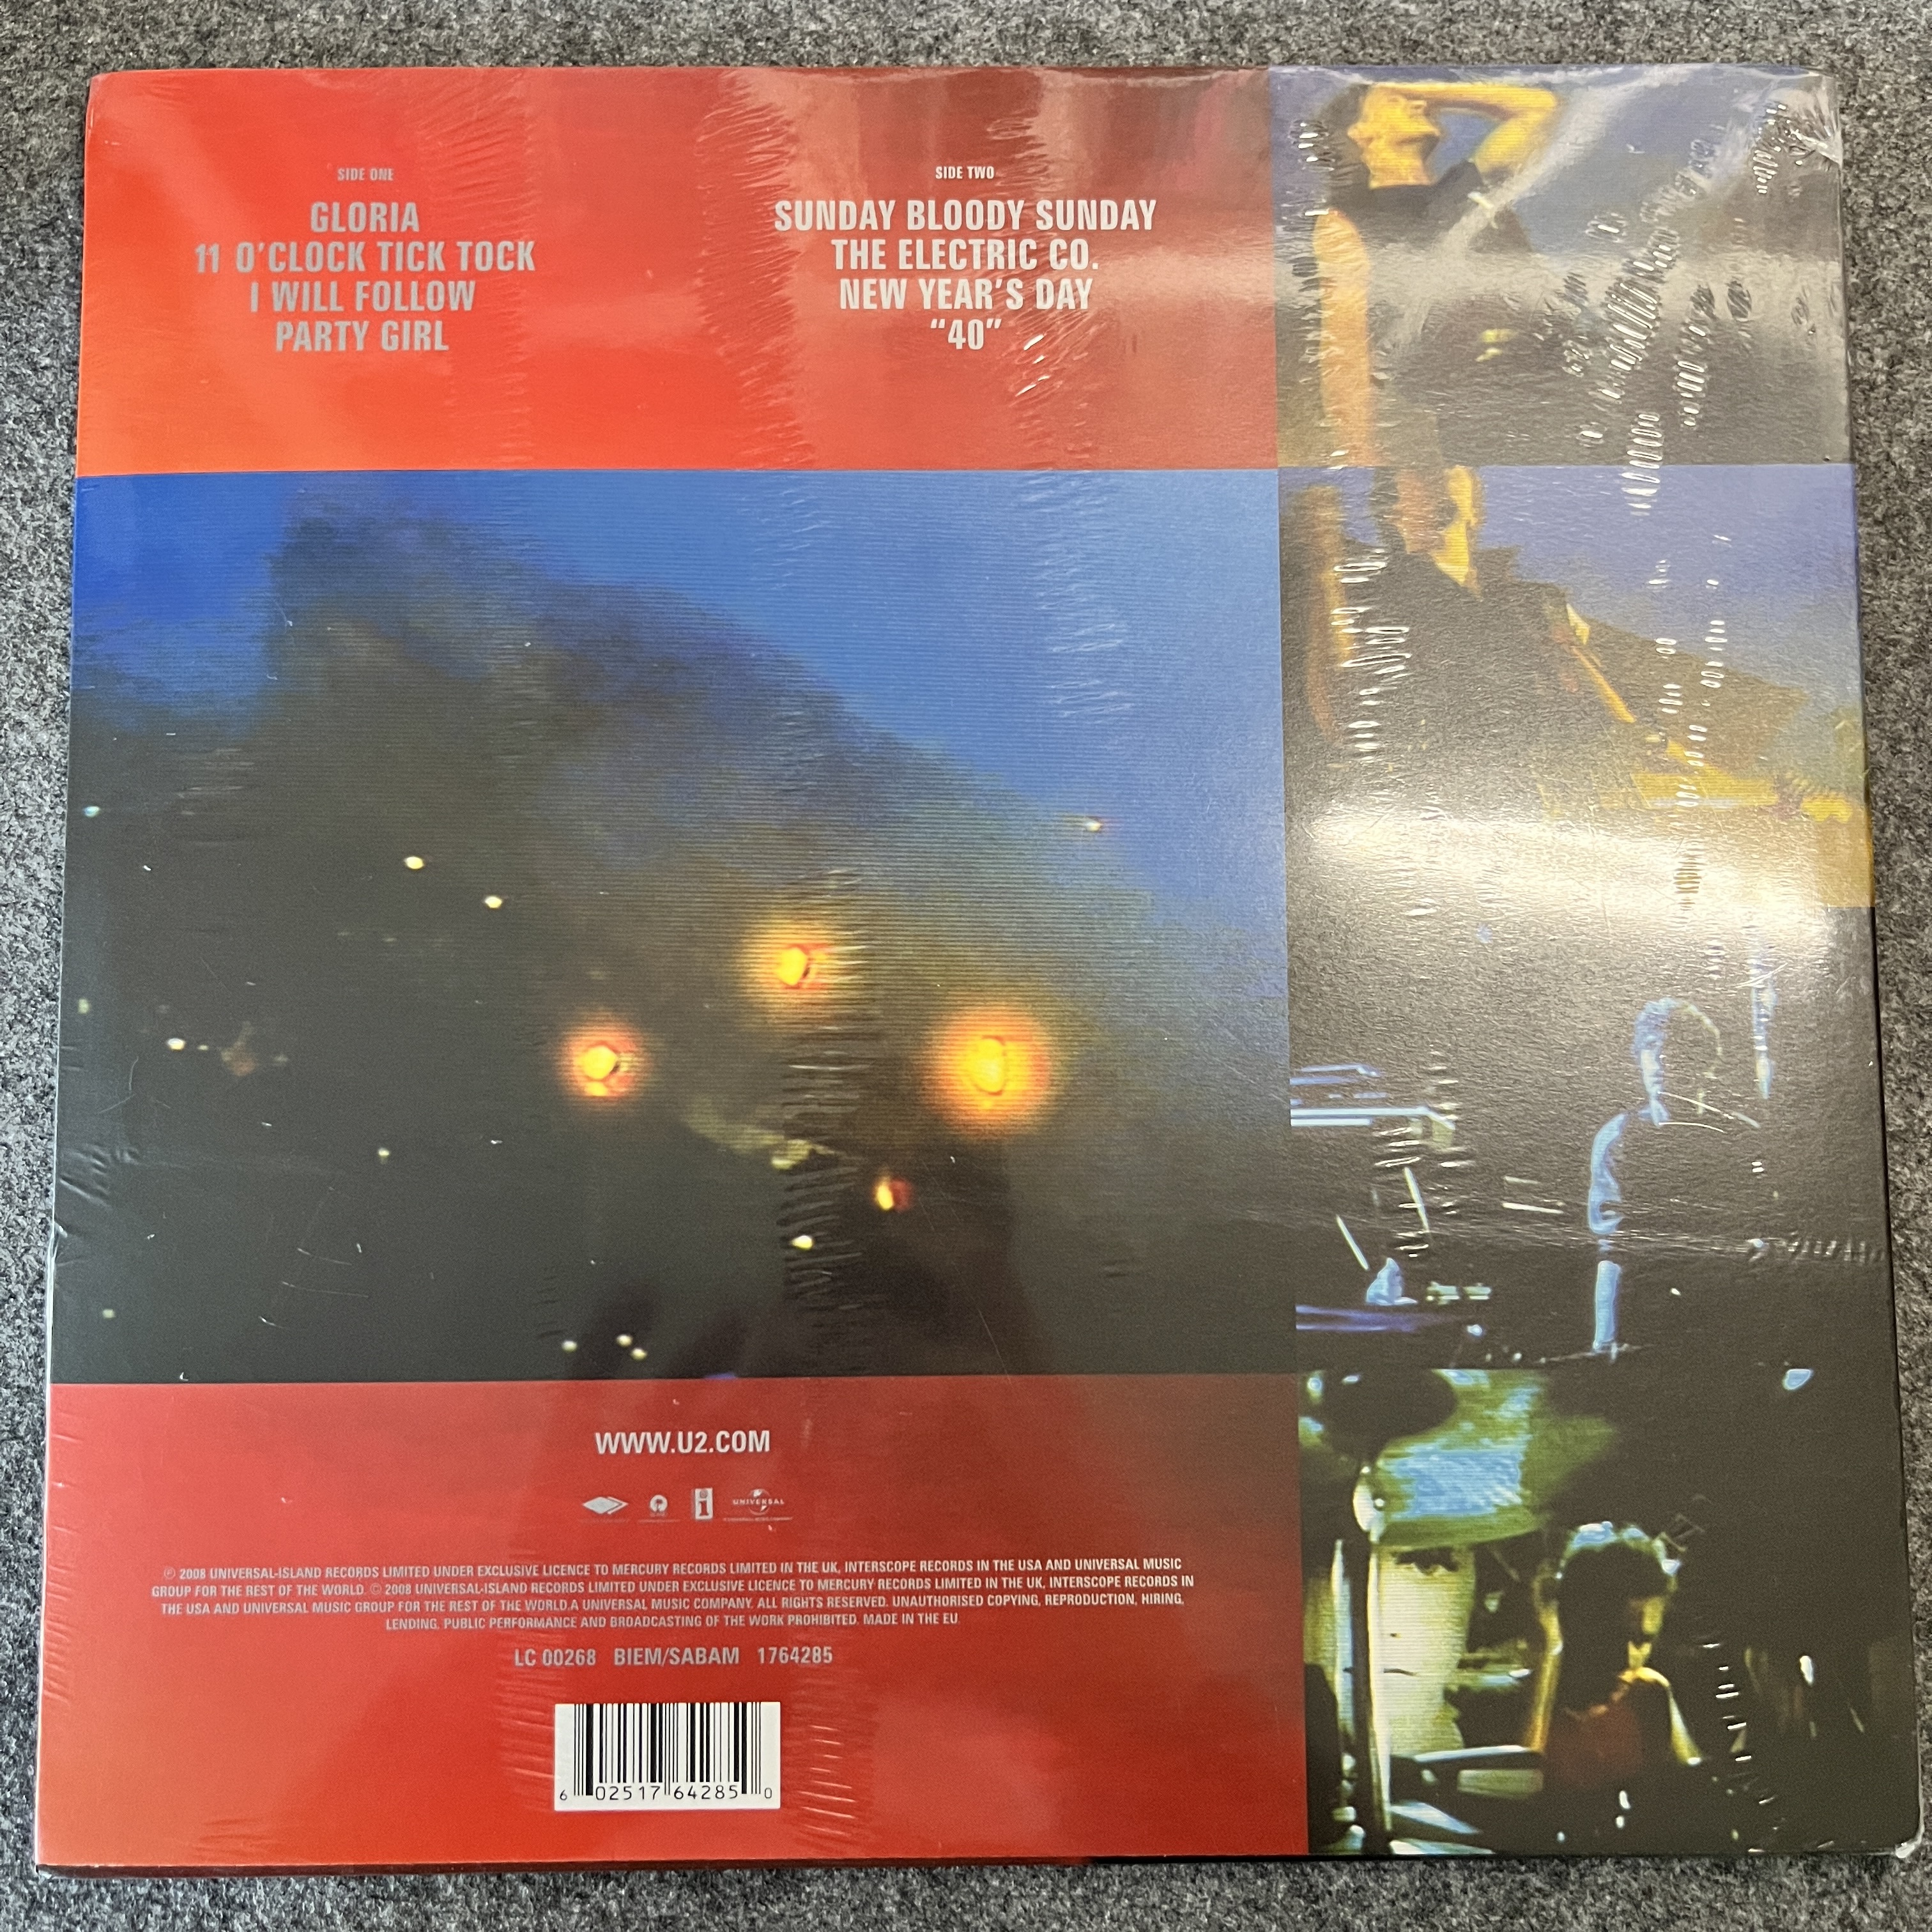 SIDE ONE
GLORIA
11 O'CLOCK TICK TOCK
I WILL FOLLOW
PARTY GIRL
SIDE TWO
SUNDAY BLOODY SUNDAY
THE ELECTRIC CO.
NEW YEAR'S DAY
“40”
WWW.U2.COM
i
UNIVERSAL
℗ 2008 UNIVERSAL-ISLAND RECORDS LIMITED UNDER EXCLUSIVE LICENCE TO MERCURY RECORDS LIMITED IN THE UK, INTERSCOPE RECORDS IN THE USA AND UNIVERSAL MUSIC
GROUP FOR THE REST OF THE WORLD. © 2008 UNIVERSAL-ISLAND RECORDS LIMITED UNDER EXCLUSIVE LICENCE TO MERCURY RECORDS LIMITED IN THE UK, INTERSCOPE RECORDS IN
THE USA AND UNIVERSAL MUSIC GROUP FOR THE REST OF THE WORLD.A UNIVERSAL MUSIC COMPANY. ALL RIGHTS RESERVED. UNAUTHORISED COPYING, REPRODUCTION, HIRING,
LENDING, PUBLIC PERFORMANCE AND BROADCASTING OF THE WORK PROHIBITED. MADE IN THE EU
LC 00268 BIEM/SABAM 1764285
6 02517 64285 0